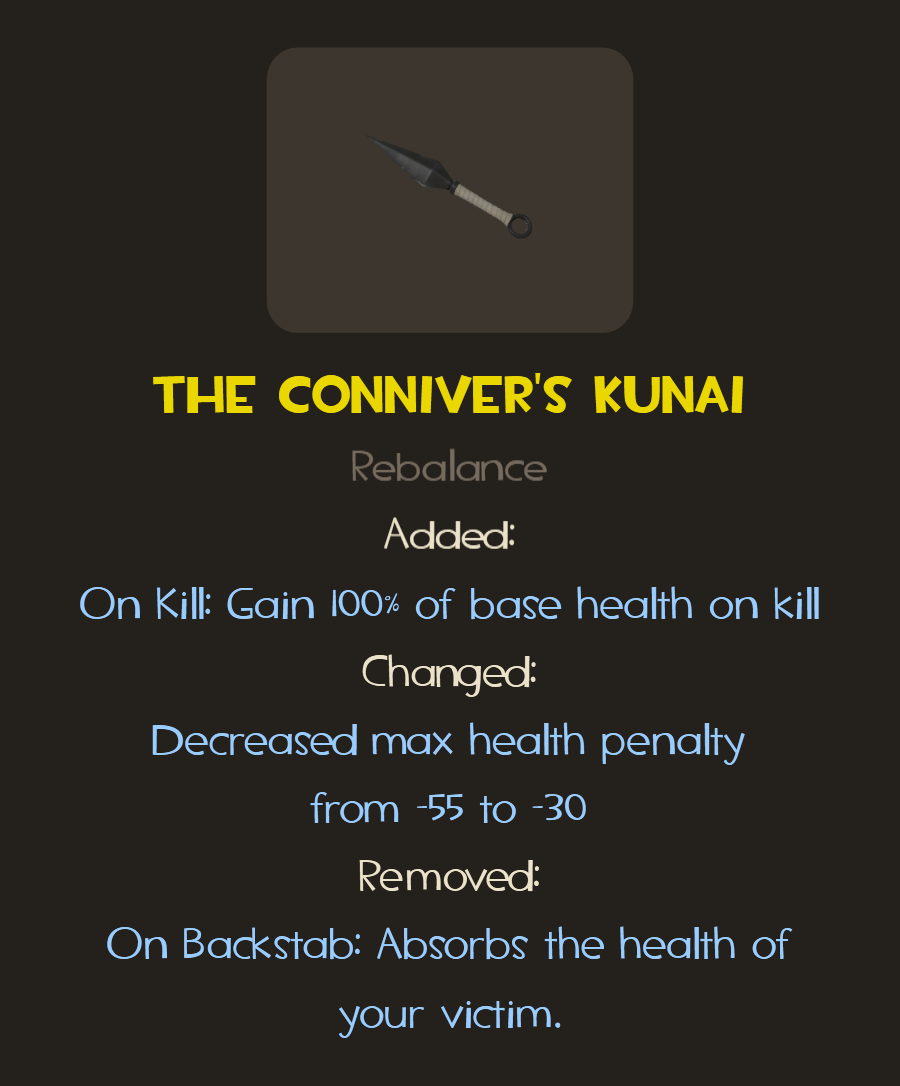 THE CONNIVER'S KUNAI
Rebalance
Added:
On Kill: Gain 100% of base health on kill
Changed:
Decreased max health penalty
from -55 to -30
Removed:
On Backstab: Absorbs the health of
your victim.